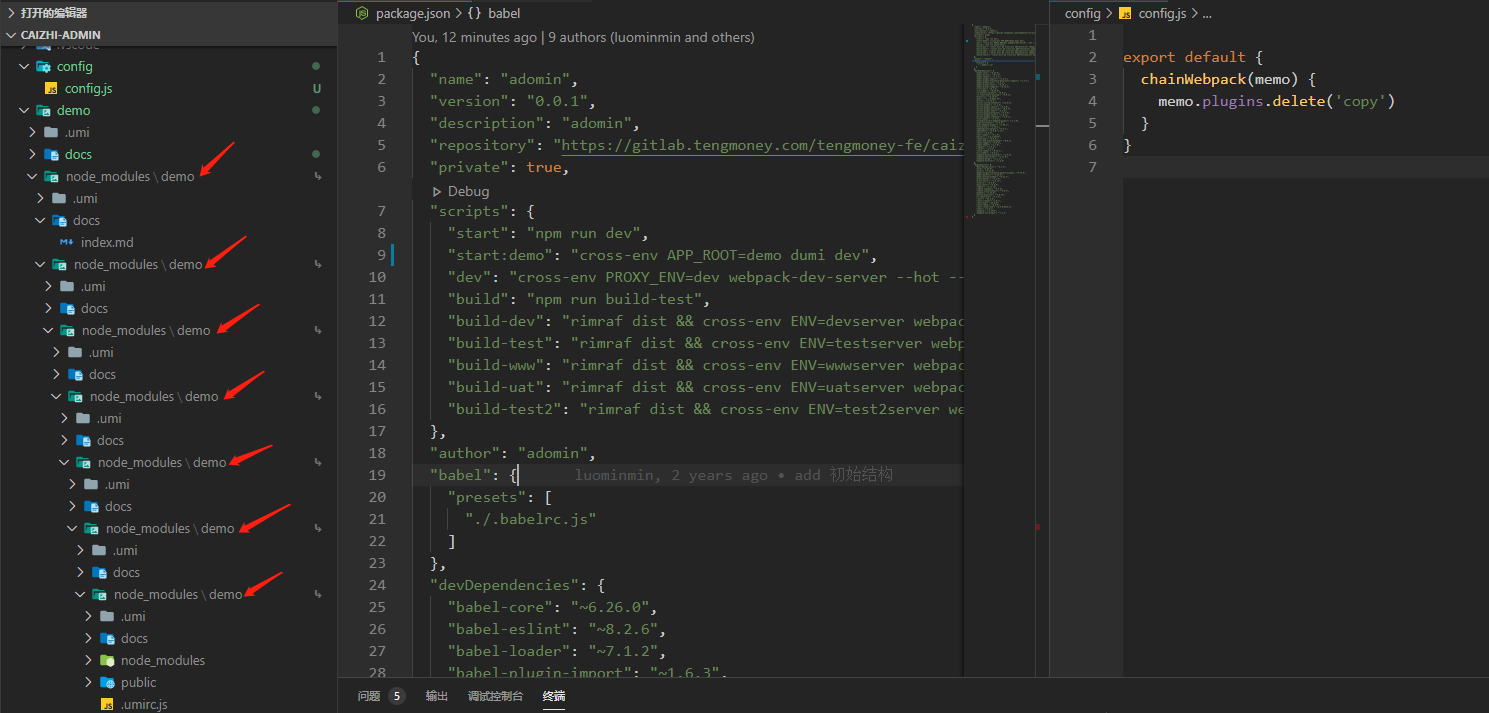 打开的编辑器
CAIZHI-ADMIN
.vscode
config
config.js U
demo
.umi
docs
node_modules \ demo
.umi
docs
index.md
node_modules \ demo
.umi
docs
node_modules \ demo
.umi
docs
node_modules \ demo
.umi
docs
node_modules \ demo
.umi
docs
node_modules \ demo
.umi
docs
node_modules \ demo
.umi
docs
node_modules
public
.umirc.js
package.json > {} babel
You, 12 minutes ago | 9 authors (luominmin and others)
1 {
2 "name": "adomin",
3 "version": "0.0.1",
4 "description": "adomin",
5 "repository": "https://gitlab.tengmoney.com/tengmoney-fe/caiz
6 "private": true,
Debug
7 "scripts": {
8 "start": "npm run dev",
9 "start:demo": "cross-env APP_ROOT=demo dumi dev",
10 "dev": "cross-env PROXY_ENV=dev webpack-dev-server --hot --
11 "build": "npm run build-test",
12 "build-dev": "rimraf dist && cross-env ENV=devserver webpac
13 "build-test": "rimraf dist && cross-env ENV=testserver webp
14 "build-www": "rimraf dist && cross-env ENV=wwwserver webpac
15 "build-uat": "rimraf dist && cross-env ENV=uatserver webpac
16 "build-test2": "rimraf dist && cross-env ENV=test2server we
17 },
18 "author": "admin",
19 "babel": { luominmin, 2 years ago • add 初始结构
20 "presets": [
21 "./.babelrc.js"
22 ]
23 },
24 "devDependencies": {
25 "babel-core": "~6.26.0",
26 "babel-eslint": "~8.2.6",
27 "babel-loader": "~7.1.2",
28 "babel-plugin-import": "~1.6.3",
问题 5 输出 调试控制台 终端
config > config.js > ...
1
2 export default {
3 chainWebpack(memo) {
4 memo.plugins.delete('copy')
5 }
6 }
7